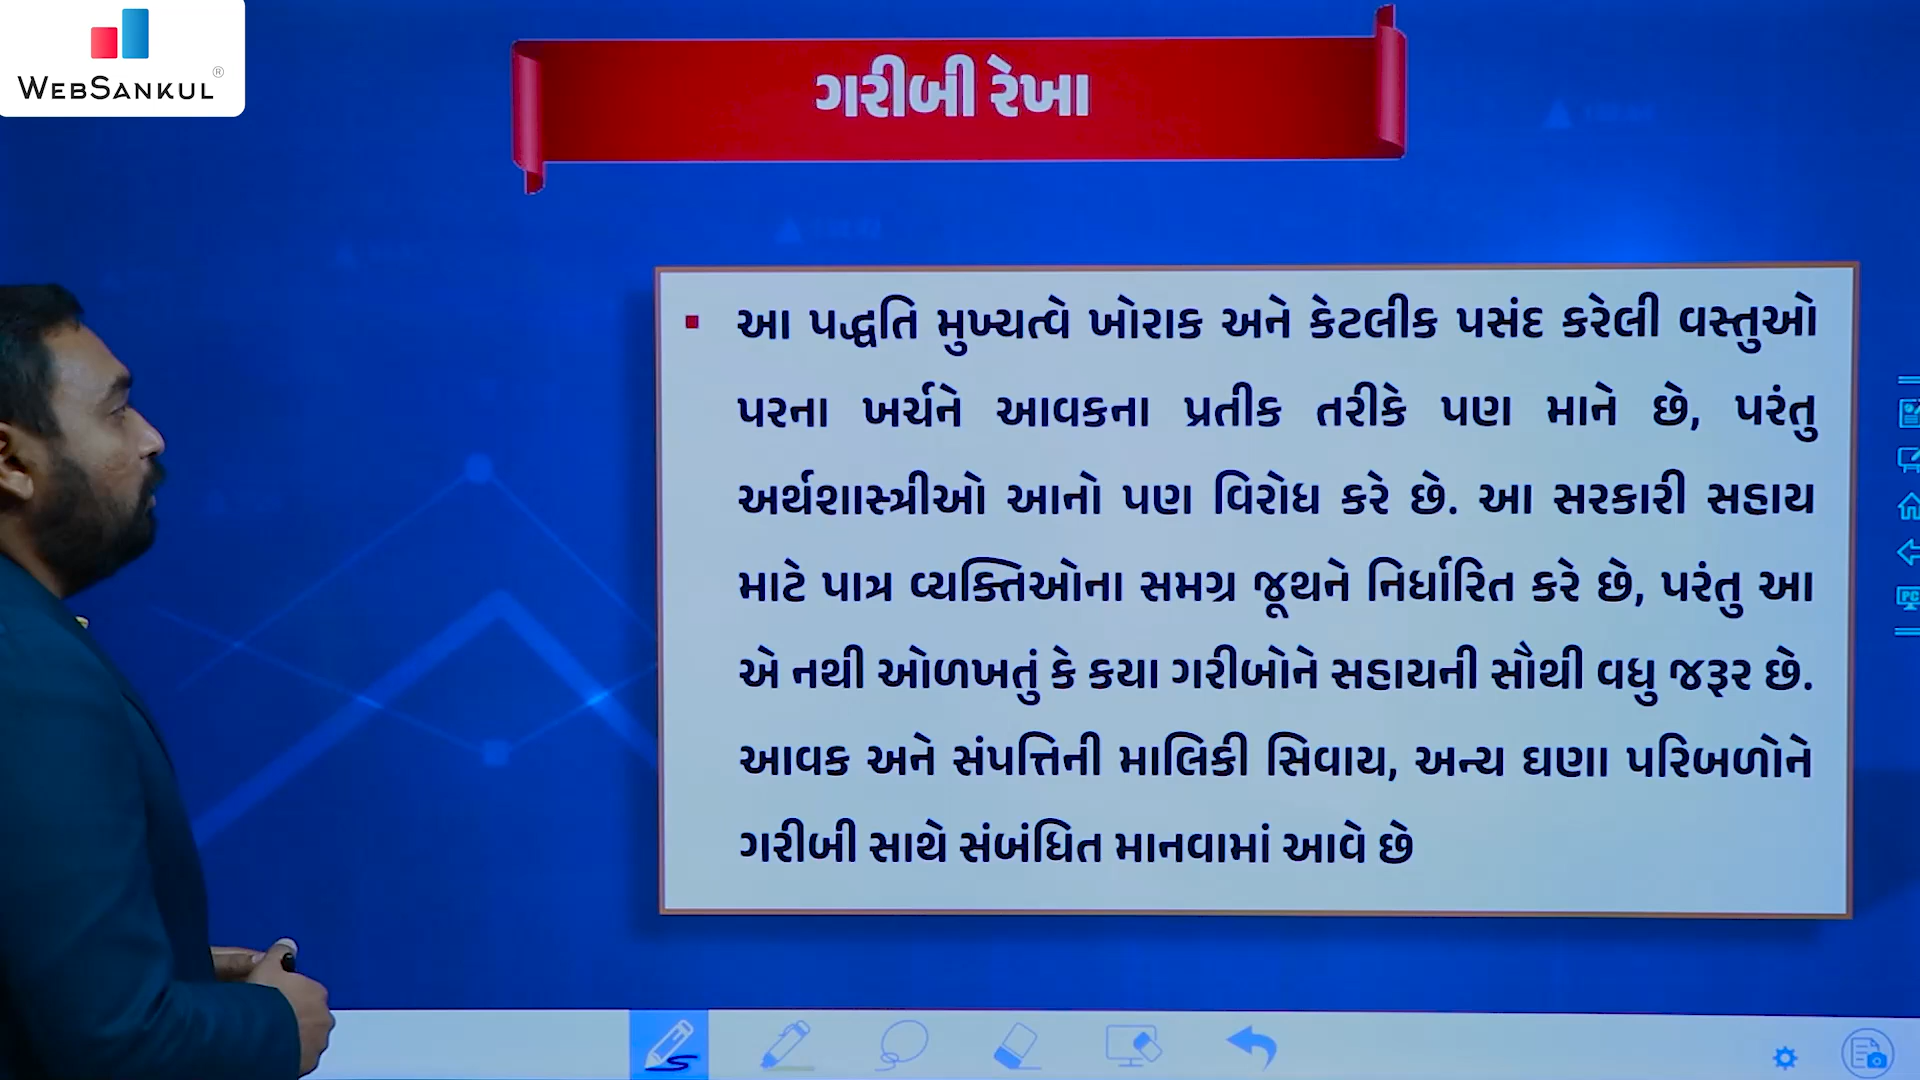 WEBSANKUL®
ગરીબી રેખા
▪ આ પદ્ધતિ મુખ્યત્વે ખોરાક અને કેટલીક પસંદ કરેલી વસ્તુઓ
પરના ખર્ચને આવકના પ્રતીક તરીકે પણ માને છે, પરંતુ
અર્થશાસ્ત્રીઓ આનો પણ વિરોધ કરે છે. આ સરકારી સહાય
માટે પાત્ર વ્યક્તિઓના સમગ્ર જૂથને નિર્ધારિત કરે છે, પરંતુ આ
એ નથી ઓળખતું કે કયા ગરીબોને સહાયની સૌથી વધુ જરૂર છે.
આવક અને સંપત્તિની માલિકી સિવાય, અન્ય ઘણા પરિબળોને
ગરીબી સાથે સંબંધિત માનવામાં આવે છે
PC